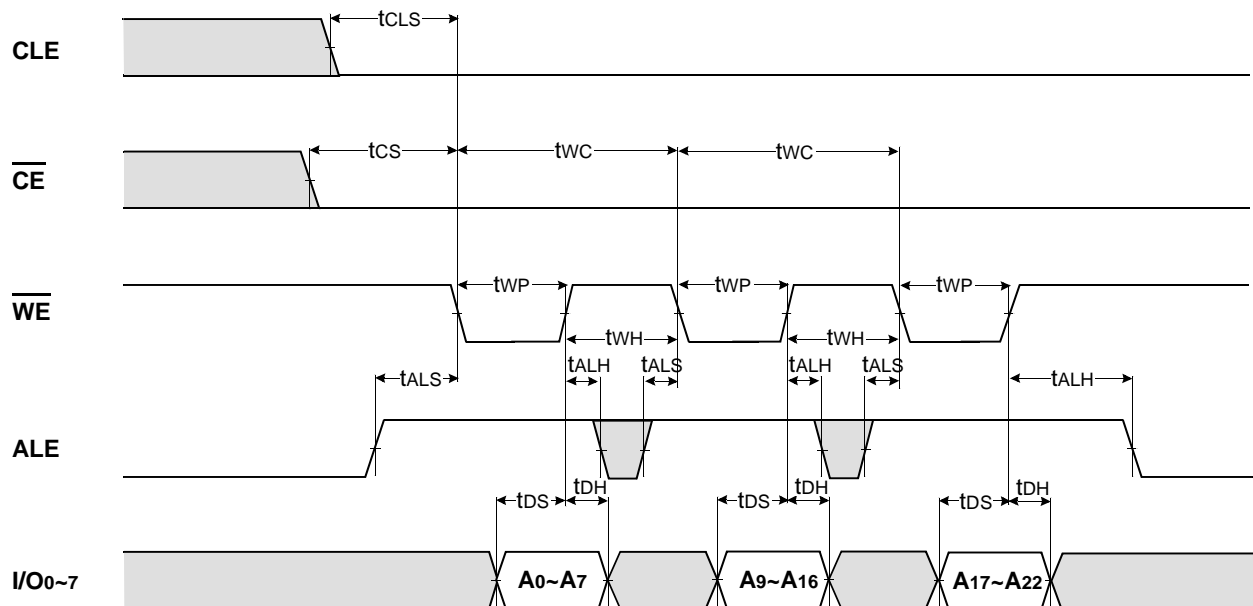 tCLS
CLE
tCS tWC tWC
CE
tWP tWP tWP
WE
tWH tWH
tALH tALS tALH tALS
tALS tALH
ALE
tDS tDH tDS tDH tDS tDH
I/O0~7 A0~A7 A9~A16 A17~A22